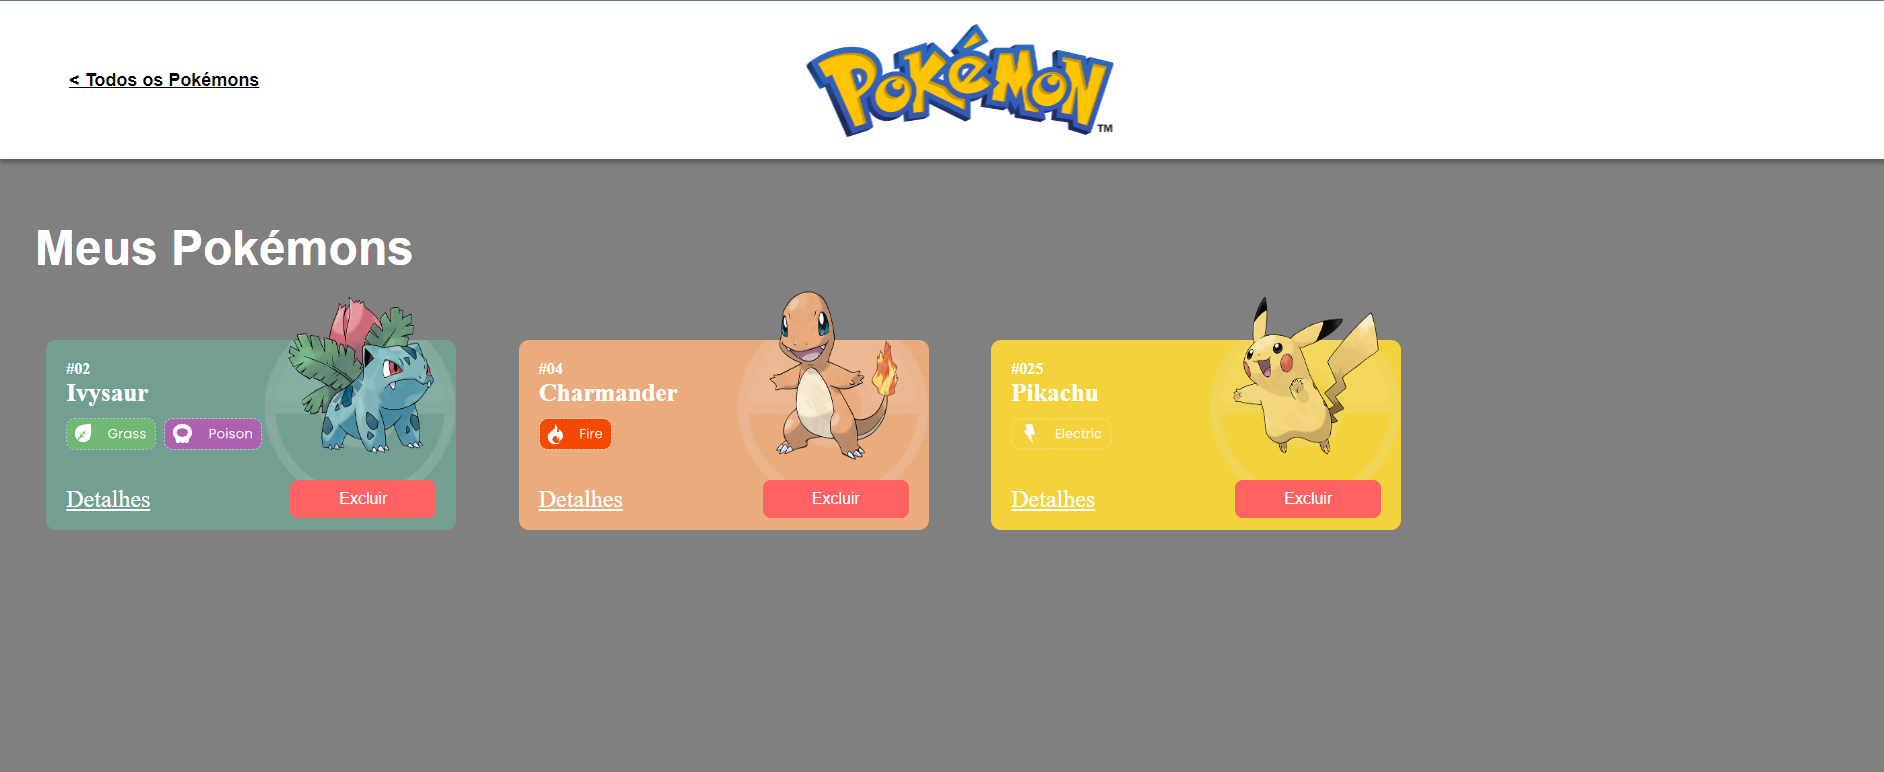 < Todos os Pokémons
POKéMON
TM
Meus Pokémons
#02
Ivysaur
Grass Poison
Detalhes Excluir
#04
Charmander
Fire
Detalhes Excluir
#025
Pikachu
Electric
Detalhes Excluir